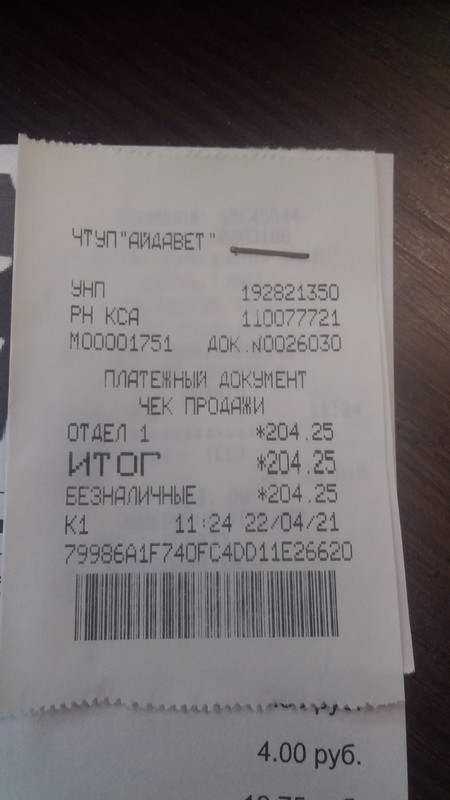 ЧТУП"АЙДАВЕТ"
УНП 192821350
РН КСА 110077721
М00001751 ДОК.N0026030
ПЛАТЕЖНЫЙ ДОКУМЕНТ
ЧЕК ПРОДАЖИ
ОТДЕЛ 1 *204.25
ИТОГ *204.25
БЕЗНАЛИЧНЫЕ *204.25
К1 11:24 22/04/21
79986A1F740FC4DD11E26620
4.00 руб.